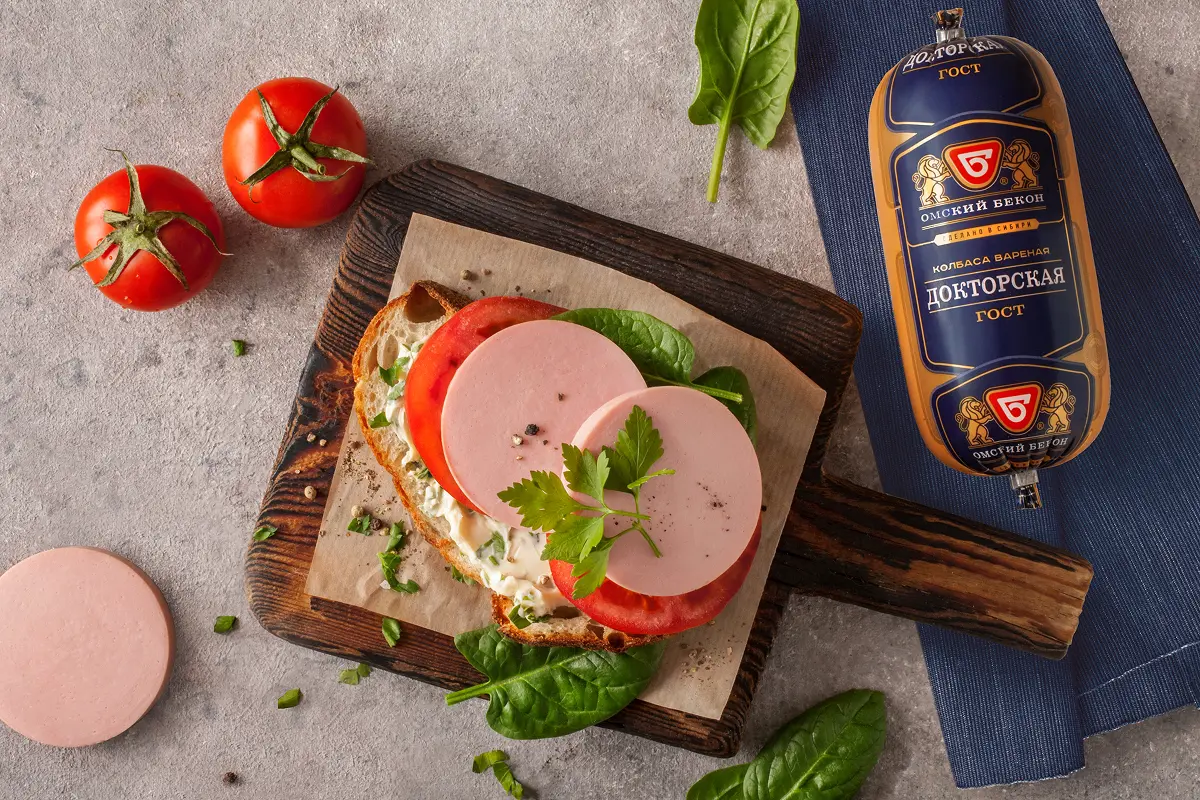 ДОКТОРСКАЯ
ГОСТ
Б
®
ОМСКИЙ БЕКОН
СДЕЛАНО В СИБИРИ
КОЛБАСА ВАРЕНАЯ
ДОКТОРСКАЯ
ГОСТ
Б
®
ОМСКИЙ БЕКОН